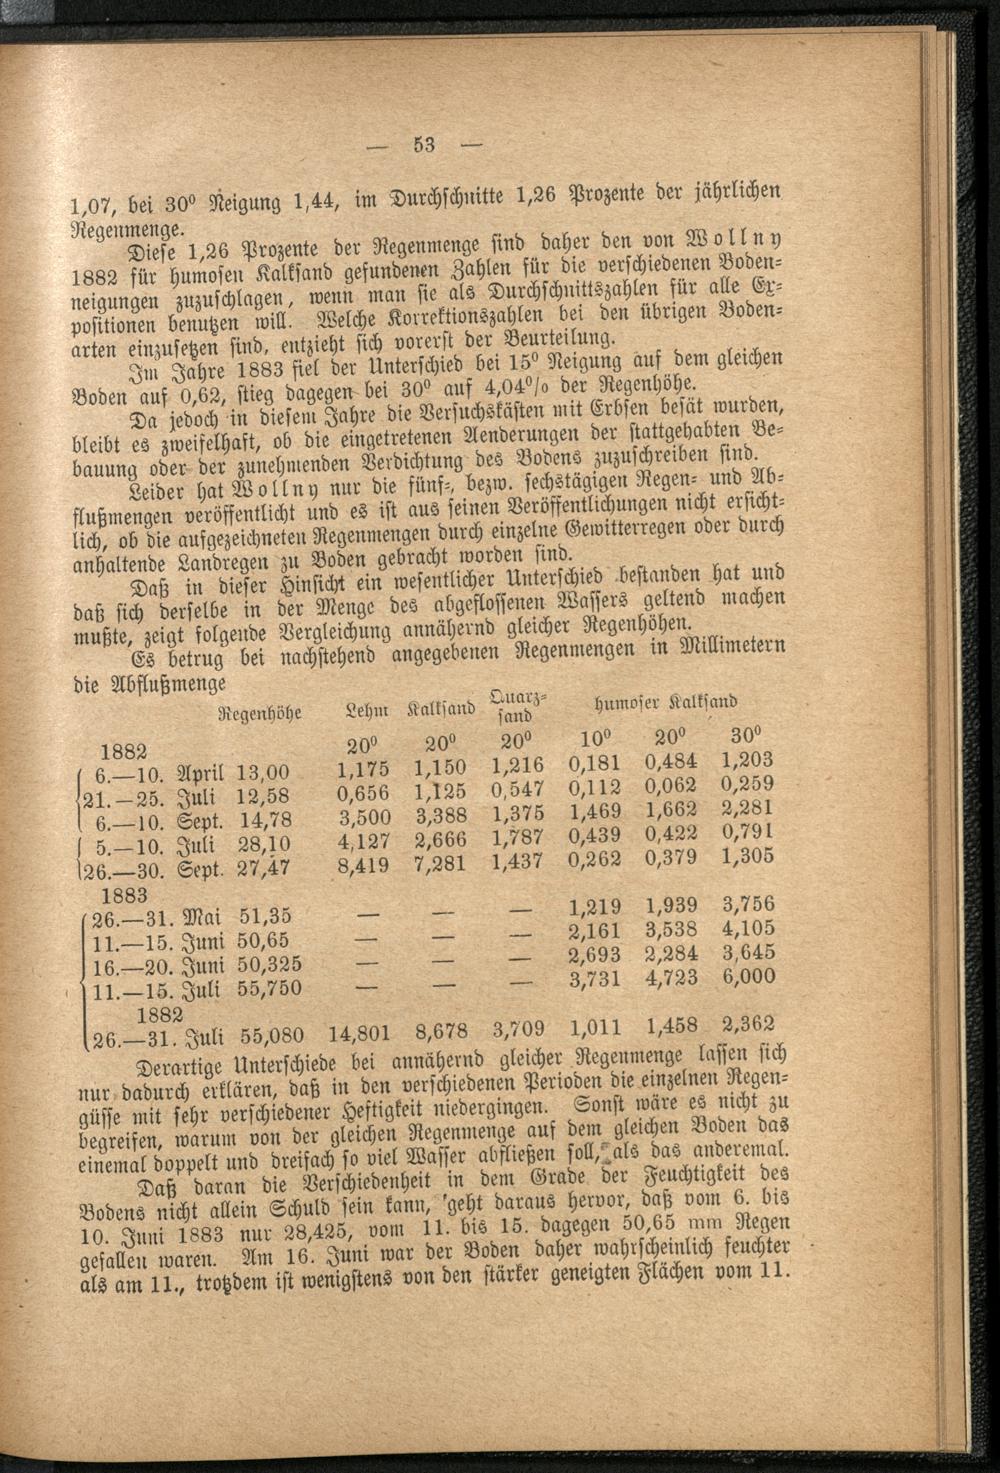 — 53 —
1,07, bei 30⁰ Neigung 1,44, im Durchschnitte 1,26 Prozente der jährlichen
Regenmenge.
Diese 1,26 Prozente der Regenmenge sind daher den von Wollny
1882 für humosen Kalksand gefundenen Zahlen für die verschiedenen Boden-
neigungen zuzuschlagen, wenn man sie als Durchschnittszahlen für alle Ex-
positionen benutzen will. Welche Korrektionszahlen bei den übrigen Boden-
arten einzusetzen sind, entzieht sich vorerst der Beurteilung.
Im Jahre 1883 fiel der Unterschied bei 15⁰ Neigung auf dem gleichen
Boden auf 0,62, stieg dagegen bei 30⁰ auf 4,04⁰/₀ der Regenhöhe.
Da jedoch in diesem Jahre die Versuchskästen mit Erbsen besät wurden,
bleibt es zweifelhaft, ob die eingetretenen Aenderungen der stattgehabten Be-
bauung oder der zunehmenden Verdichtung des Bodens zuzuschreiben sind.
Leider hat Wollny nur die fünf-, bezw. sechstägigen Regen- und Ab-
flußmengen veröffentlicht und es ist aus seinen Veröffentlichungen nicht ersicht-
lich, ob die aufgezeichneten Regenmengen durch einzelne Gewitterregen oder durch
anhaltende Landregen zu Boden gebracht worden sind.
Daß in dieser Hinsicht ein wesentlicher Unterschied bestanden hat und
daß sich derselbe in der Menge des abgeflossenen Wassers geltend machen
mußte, zeigt folgende Vergleichung annähernd gleicher Regenhöhen.
Es betrug bei nachstehend angegebenen Regenmengen in Millimetern
die Abflußmenge
Regenhöhe Lehm Kalksand Quarz-
sand humoser Kalksand
1882 20⁰ 20⁰ 20⁰ 10⁰ 20⁰ 30⁰
6.—10. April 13,00 1,175 1,150 1,216 0,181 0,484 1,203
21.—25. Juli 12,58 0,656 1,125 0,547 0,112 0,062 0,259
6.—10. Sept. 14,78 3,500 3,388 1,375 1,469 1,662 2,281
5.—10. Juli 28,10 4,127 2,666 1,787 0,439 0,422 0,791
26.—30. Sept. 27,47 8,419 7,281 1,437 0,262 0,379 1,305
1883
26.—31. Mai 51,35 — — — 1,219 1,939 3,756
11.—15. Juni 50,65 — — — 2,161 3,538 4,105
16.—20. Juni 50,325 — — — 2,693 2,284 3,645
11.—15. Juli 55,750 — — — 3,731 4,723 6,000
1882
26.—31. Juli 55,080 14,801 8,678 3,709 1,011 1,458 2,362
Derartige Unterschiede bei annähernd gleicher Regenmenge lassen sich
nur dadurch erklären, daß in den verschiedenen Perioden die einzelnen Regen-
güsse mit sehr verschiedener Heftigkeit niedergingen. Sonst wäre es nicht zu
begreifen, warum von der gleichen Regenmenge auf dem gleichen Boden das
einemal doppelt und dreifach so viel Wasser abfließen soll, als das anderemal.
Daß daran die Verschiedenheit in dem Grade der Feuchtigkeit des
Bodens nicht allein Schuld sein kann, geht daraus hervor, daß vom 6. bis
10. Juni 1883 nur 28,425, vom 11. bis 15. dagegen 50,65 mm Regen
gefallen waren. Am 16. Juni war der Boden daher wahrscheinlich feuchter
als am 11., trotzdem ist wenigstens von den stärker geneigten Flächen vom 11.